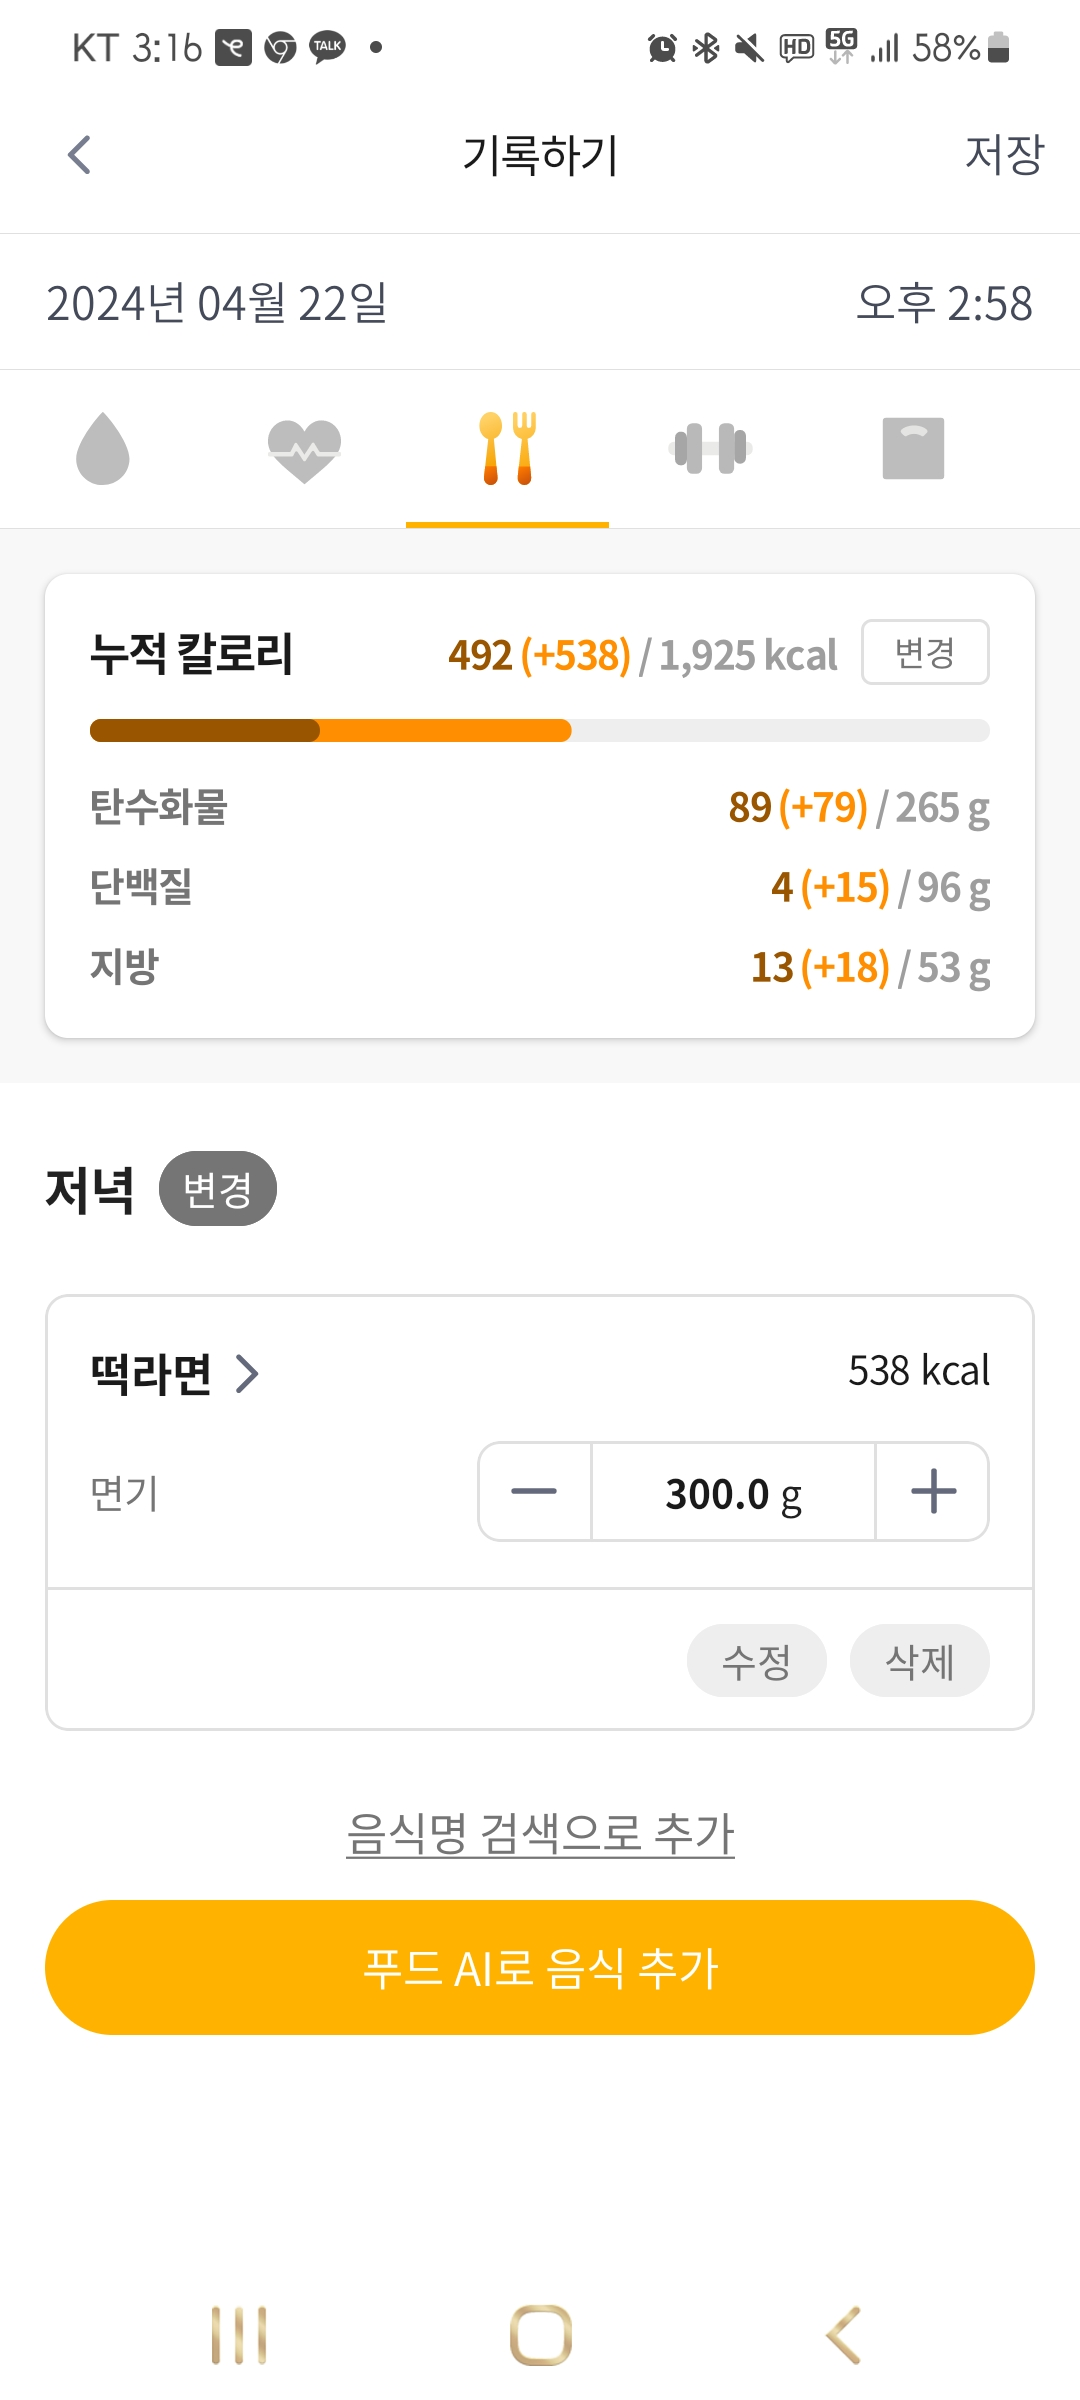 KT 3:16 TALK HD 5G 58%
기록하기 저장
2024년 04월 22일 오후 2:58
누적 칼로리 492 (+538) / 1,925 kcal 변경
탄수화물 89 (+79) / 265 g
단백질 4 (+15) / 96 g
지방 13 (+18) / 53 g
저녁 변경
떡라면 538 kcal
면기 300.0 g
수정 삭제
음식명 검색으로 추가
푸드 AI로 음식 추가